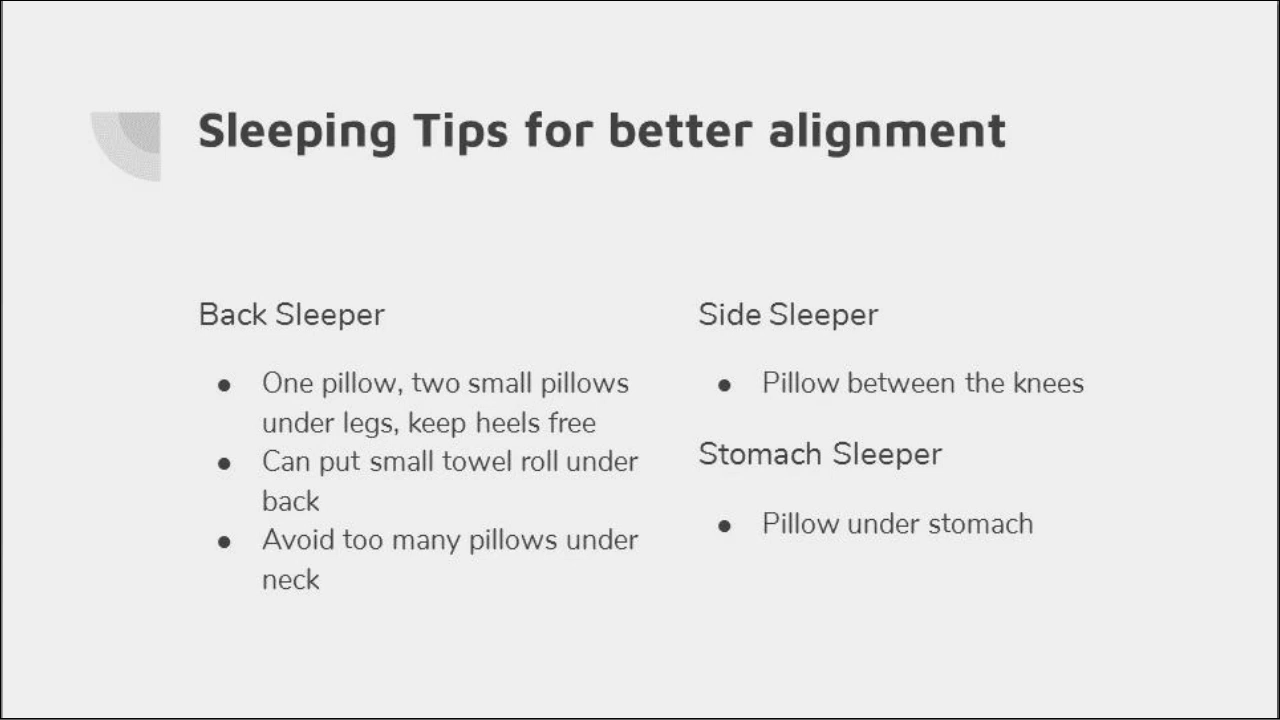 Sleeping Tips for better alignment
Back Sleeper
● One pillow, two small pillows
under legs, keep heels free
● Can put small towel roll under
back
● Avoid too many pillows under
neck
Side Sleeper
● Pillow between the knees
Stomach Sleeper
● Pillow under stomach